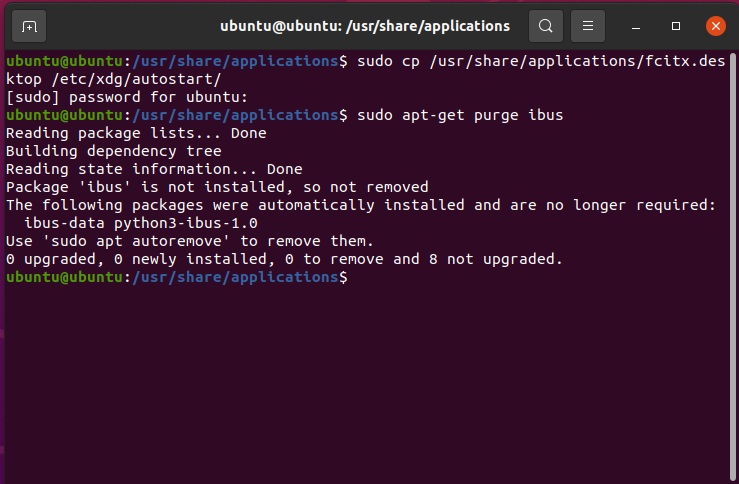 ubuntu@ubuntu: /usr/share/applications
ubuntu@ubuntu:/usr/share/applications$ sudo cp /usr/share/applications/fcitx.des
ktop /etc/xdg/autostart/
[sudo] password for ubuntu:
ubuntu@ubuntu:/usr/share/applications$ sudo apt-get purge ibus
Reading package lists... Done
Building dependency tree
Reading state information... Done
Package 'ibus' is not installed, so not removed
The following packages were automatically installed and are no longer required:
  ibus-data python3-ibus-1.0
Use 'sudo apt autoremove' to remove them.
0 upgraded, 0 newly installed, 0 to remove and 8 not upgraded.
ubuntu@ubuntu:/usr/share/applications$